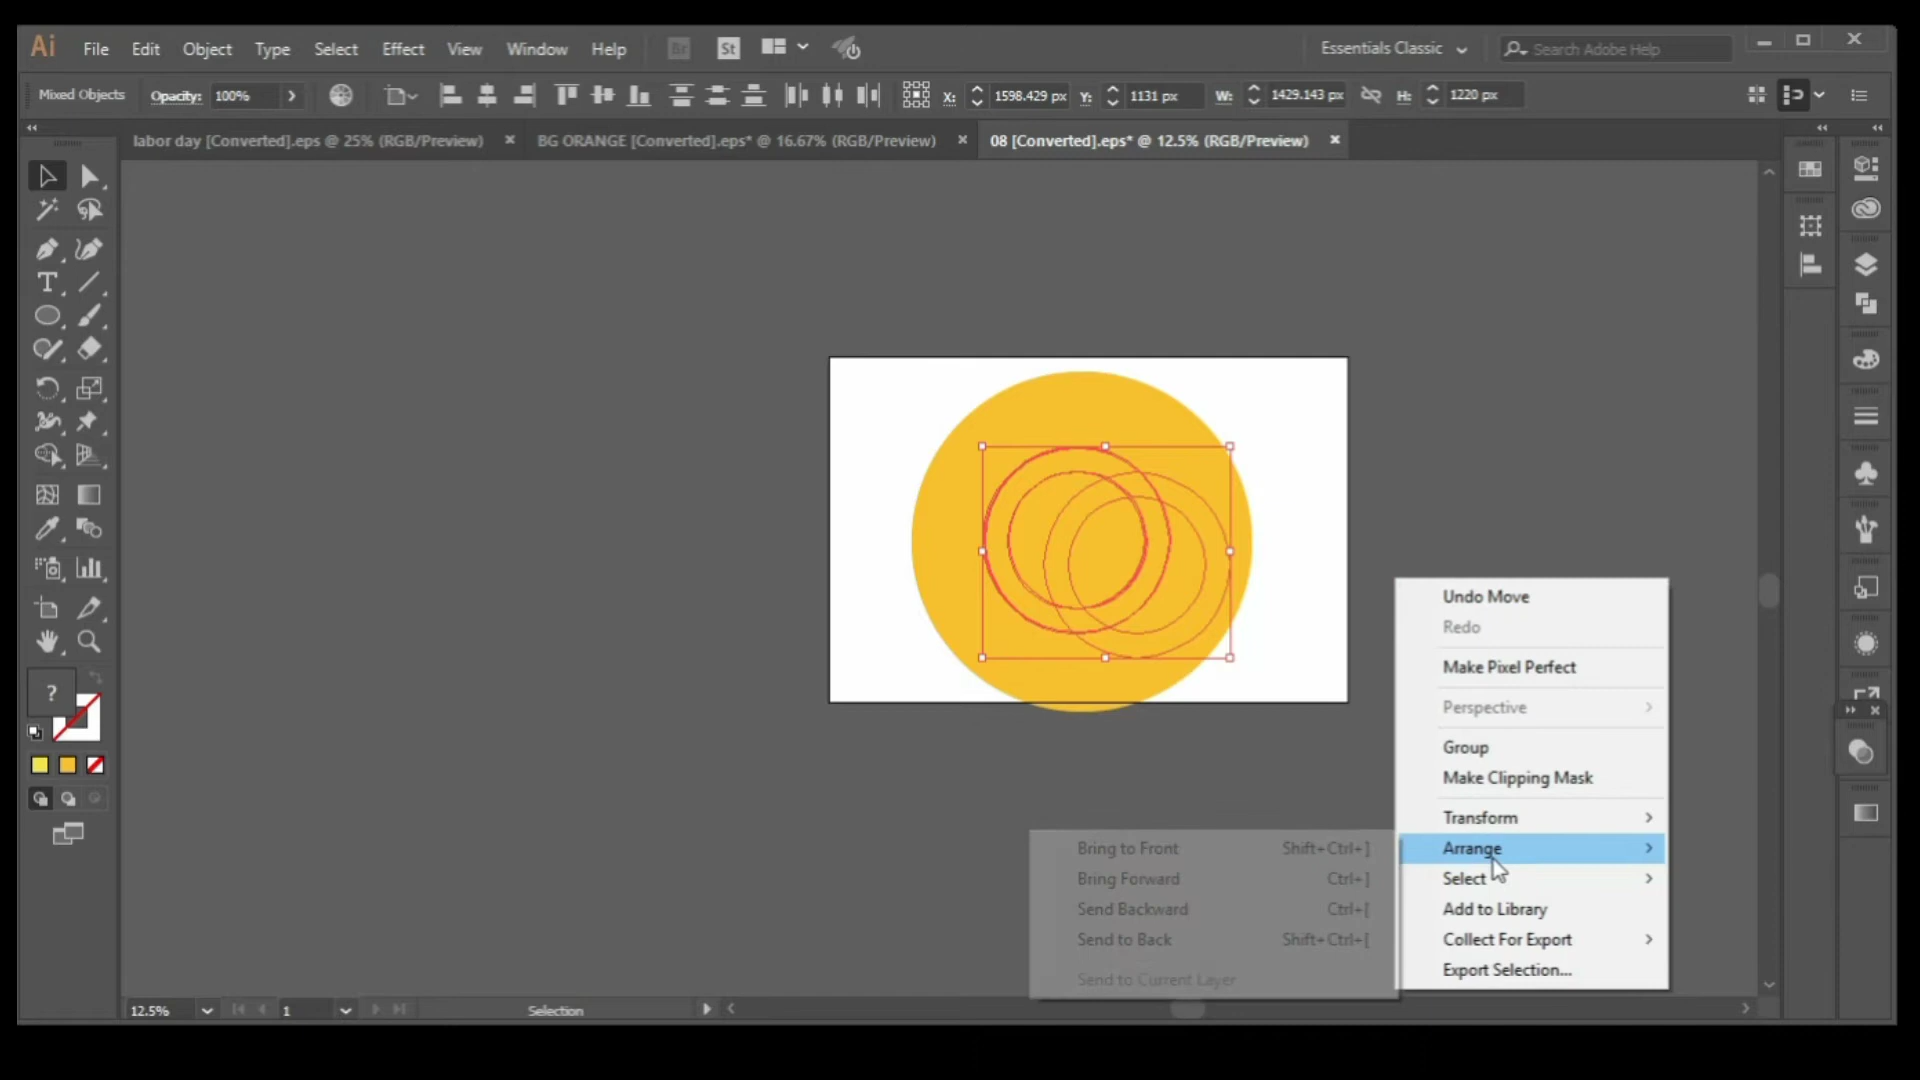 Ai File Edit Object Type Select Effect View Window Help Br St Essentials Classic Search Adobe Help
Mixed Objects Opacity: 100% X: 1598.429 px Y: 1131 px W: 1429.143 px H: 1220 px
labor day [Converted].eps @ 25% (RGB/Preview) × BG ORANGE [Converted].eps* @ 16.67% (RGB/Preview) × 08 [Converted].eps* @ 12.5% (RGB/Preview) ×
T
?
Undo Move
Redo
Make Pixel Perfect
Perspective
Group
Make Clipping Mask
Transform
Arrange
Select
Add to Library
Collect For Export
Export Selection...
Bring to Front Shift+Ctrl+]
Bring Forward Ctrl+]
Send Backward Ctrl+[
Send to Back Shift+Ctrl+[
Send to Current Layer
12.5% 1 Selection